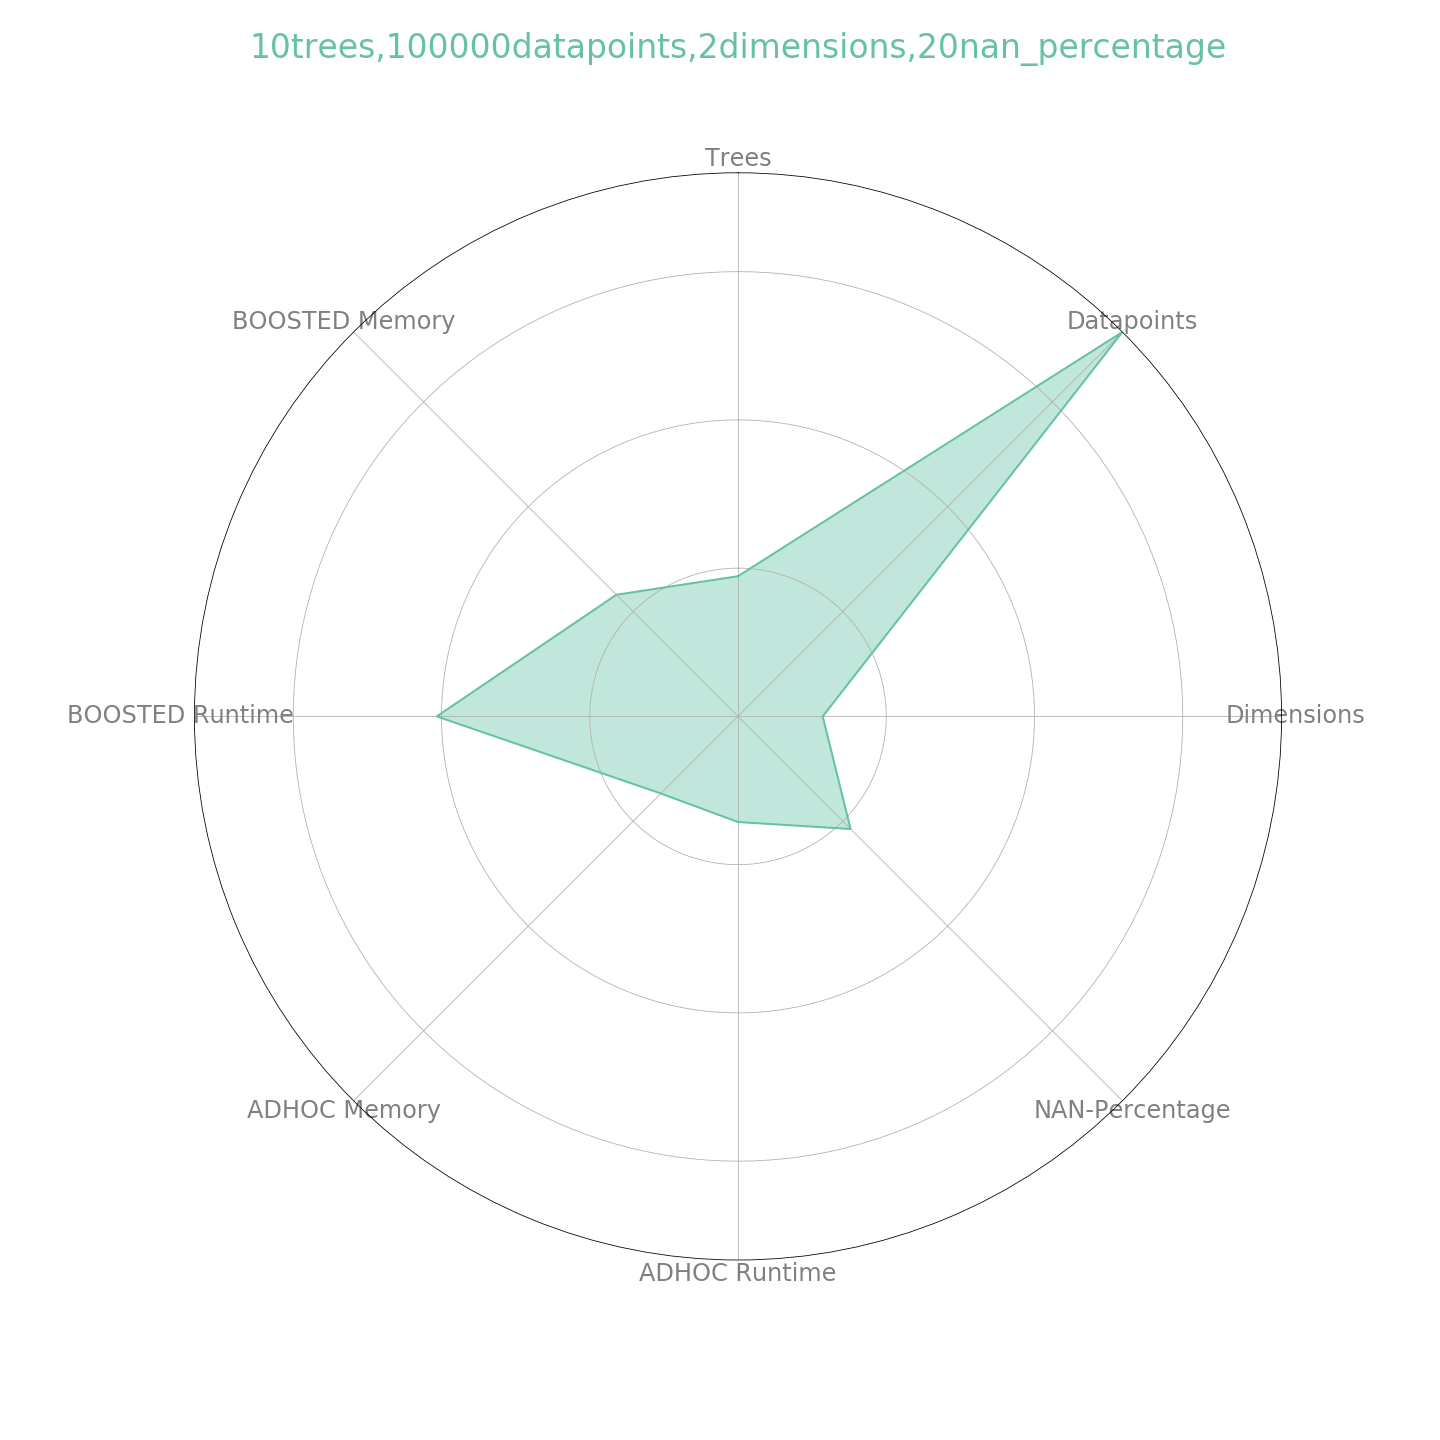 10trees,100000datapoints,2dimensions,20nan_percentage
Trees
BOOSTED Memory
Datapoints
BOOSTED Runtime
Dimensions
ADHOC Memory
NAN-Percentage
ADHOC Runtime